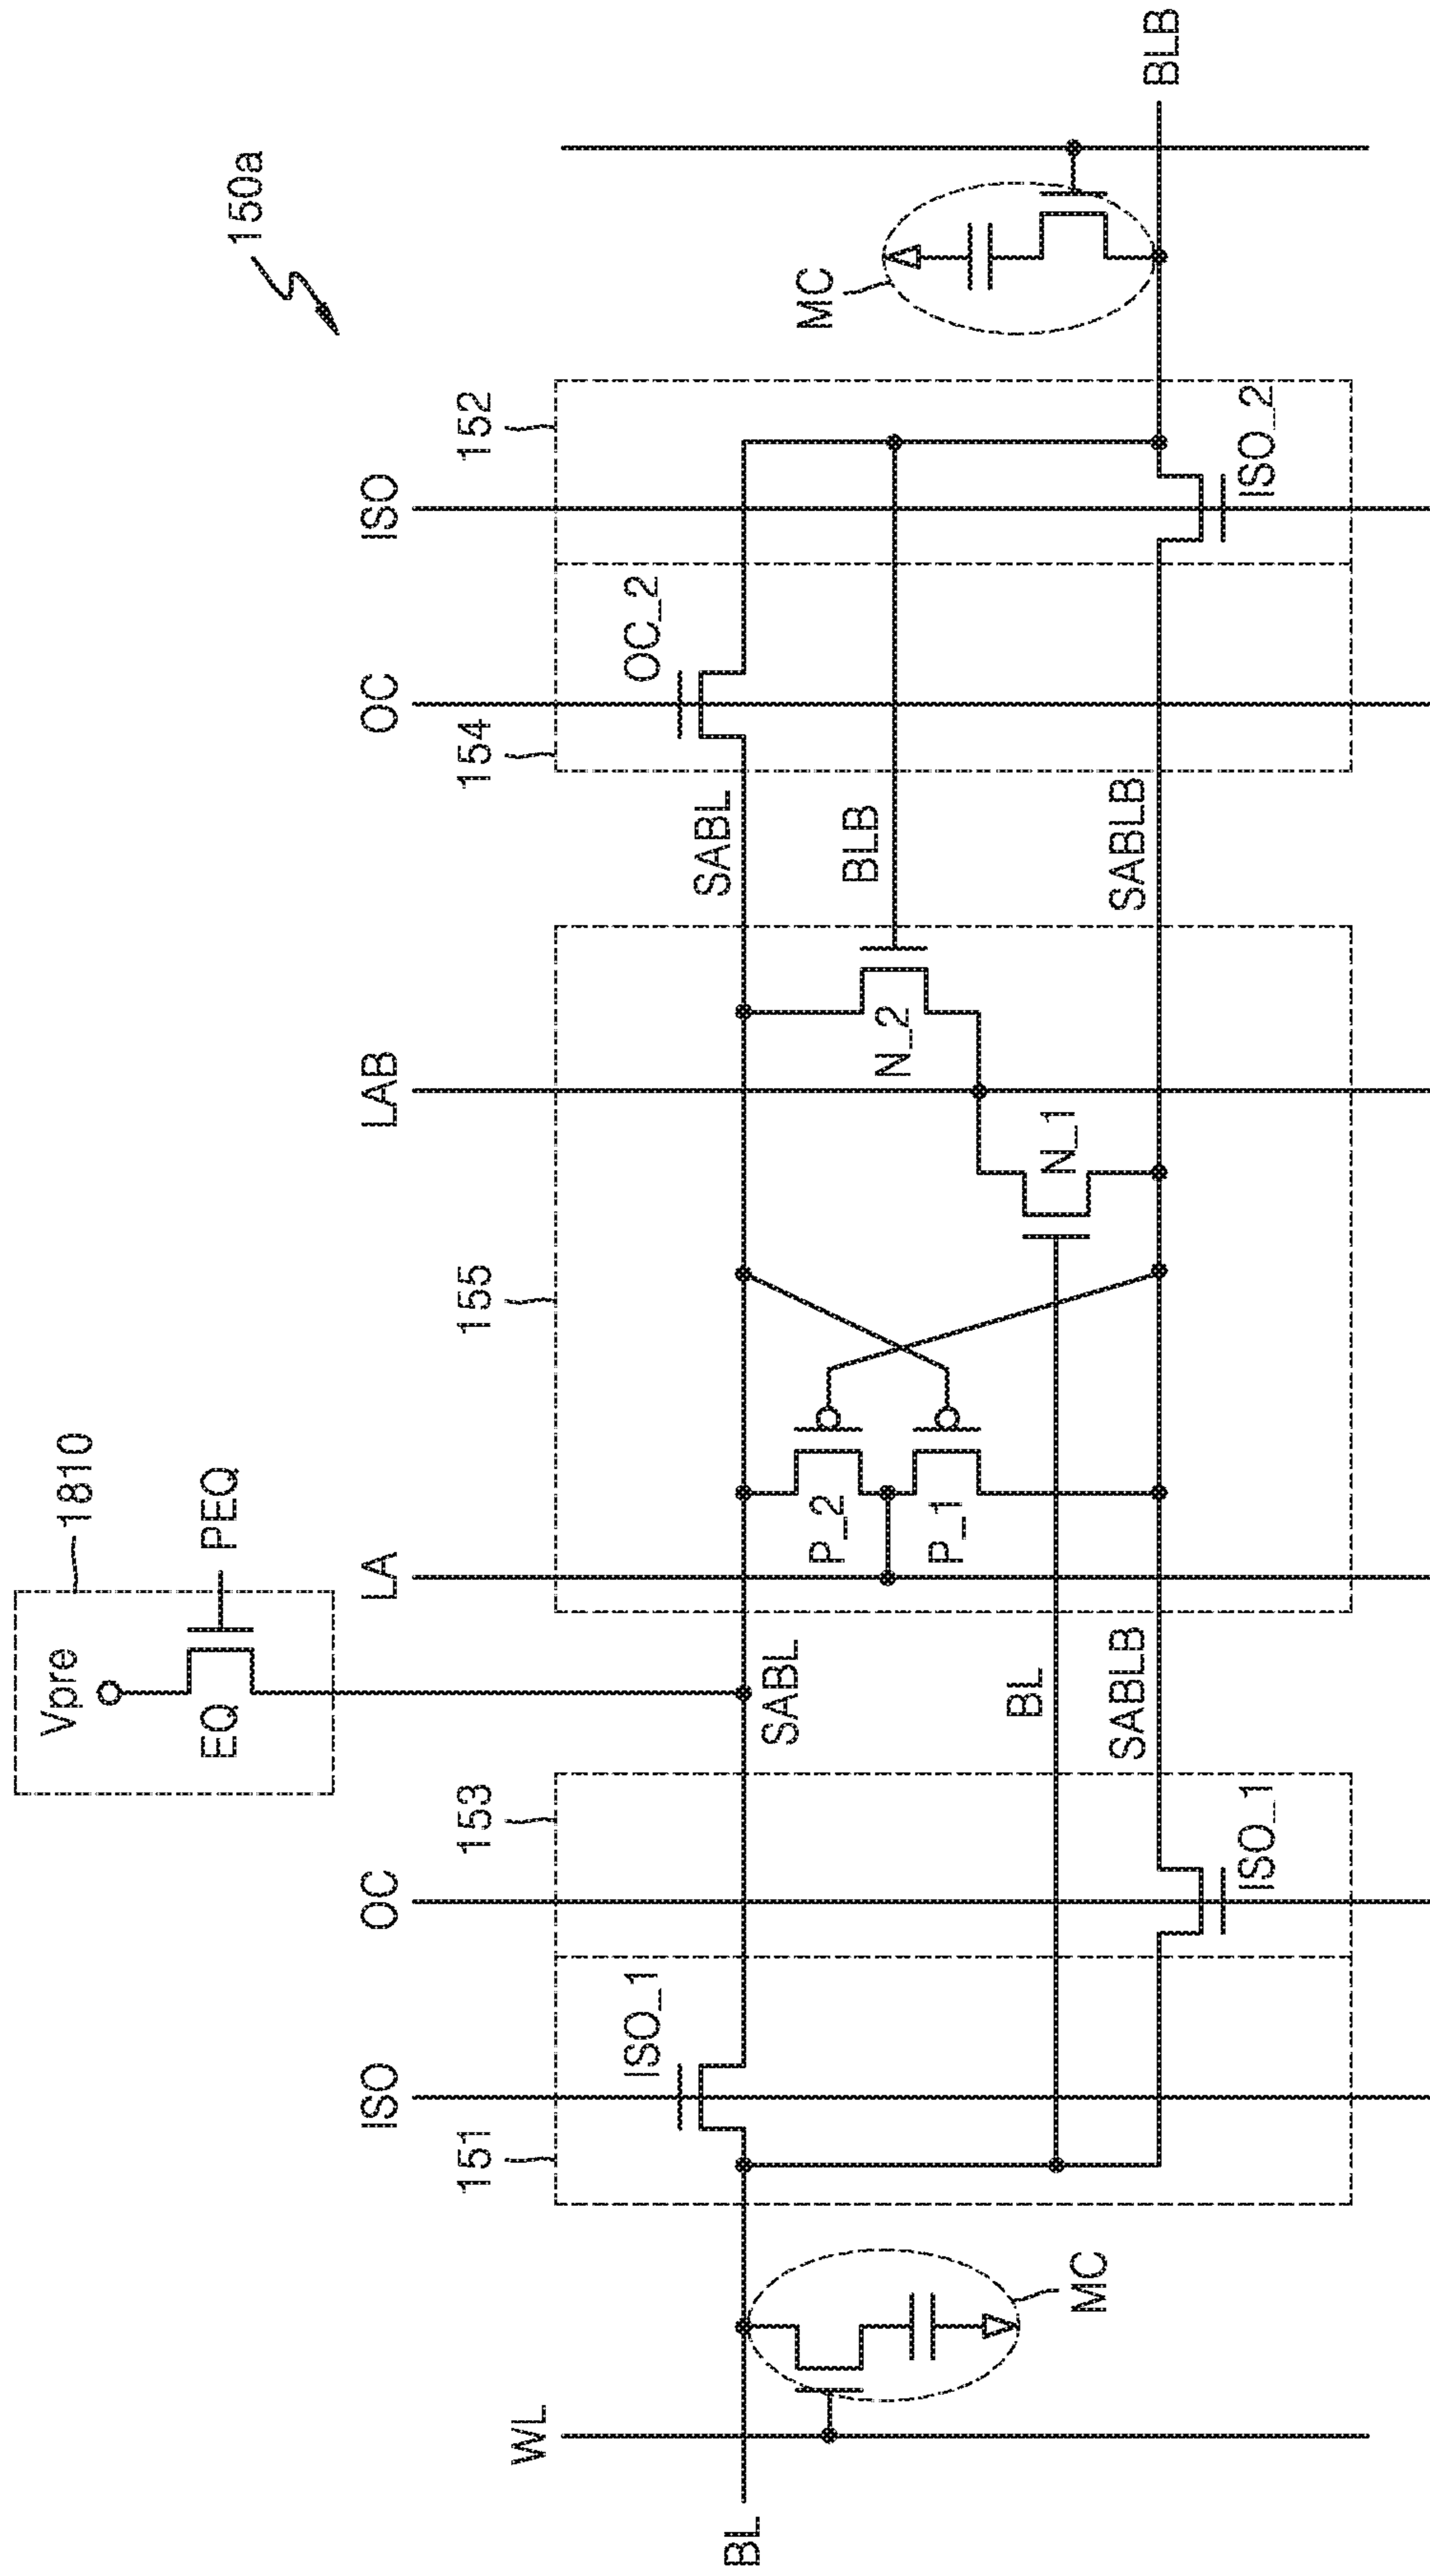 150a
1810
Vpre
EQ
PEQ
WL
BL
MC
151
ISO
ISO_1
153
OC
ISO_1
SABL
BL
SABLB
LA
155
P_2
P_1
LAB
N_2
N_1
SABL
BLB
SABLB
154
OC
OC_2
ISO
152
ISO_2
MC
BLB